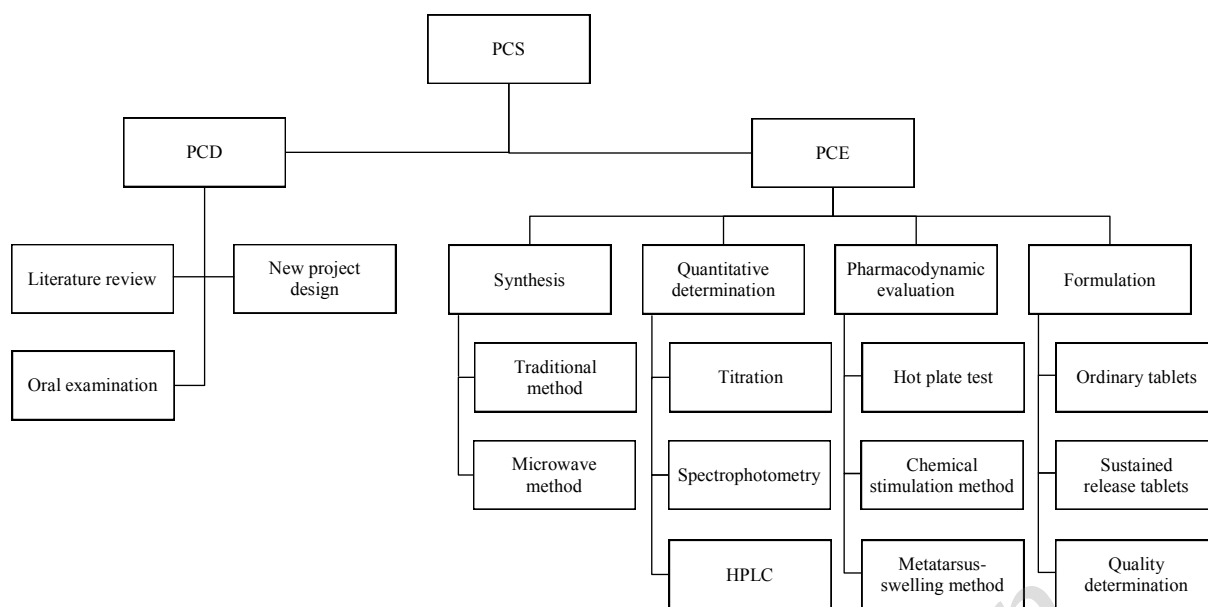 PCS
PCD
PCE
Literature review
New project
design
Oral examination
Synthesis
Quantitative
determination
Pharmacodynamic
evaluation
Formulation
Traditional
method
Titration
Hot plate test
Ordinary tablets
Microwave
method
Spectrophotometry
Chemical
stimulation method
Sustained
release tablets
HPLC
Metatarsus-
swelling method
Quality
determination